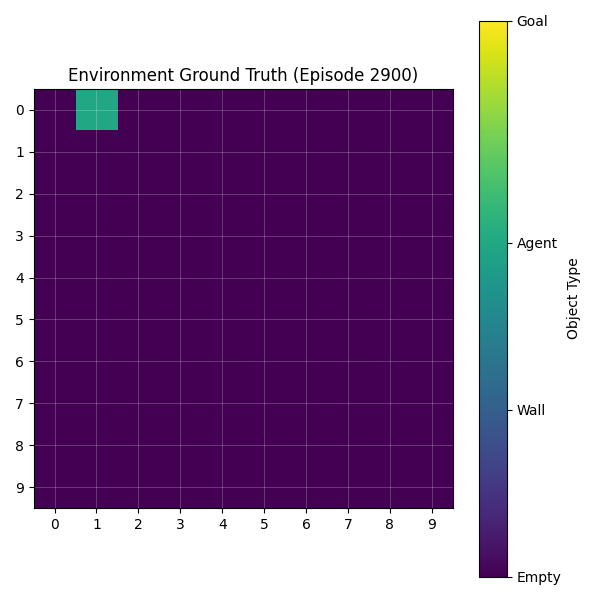 Environment Ground Truth (Episode 2900)
0
1
2
3
4
5
6
7
8
9
0 1 2 3 4 5 6 7 8 9
Goal
Agent
Wall
Empty
Object Type